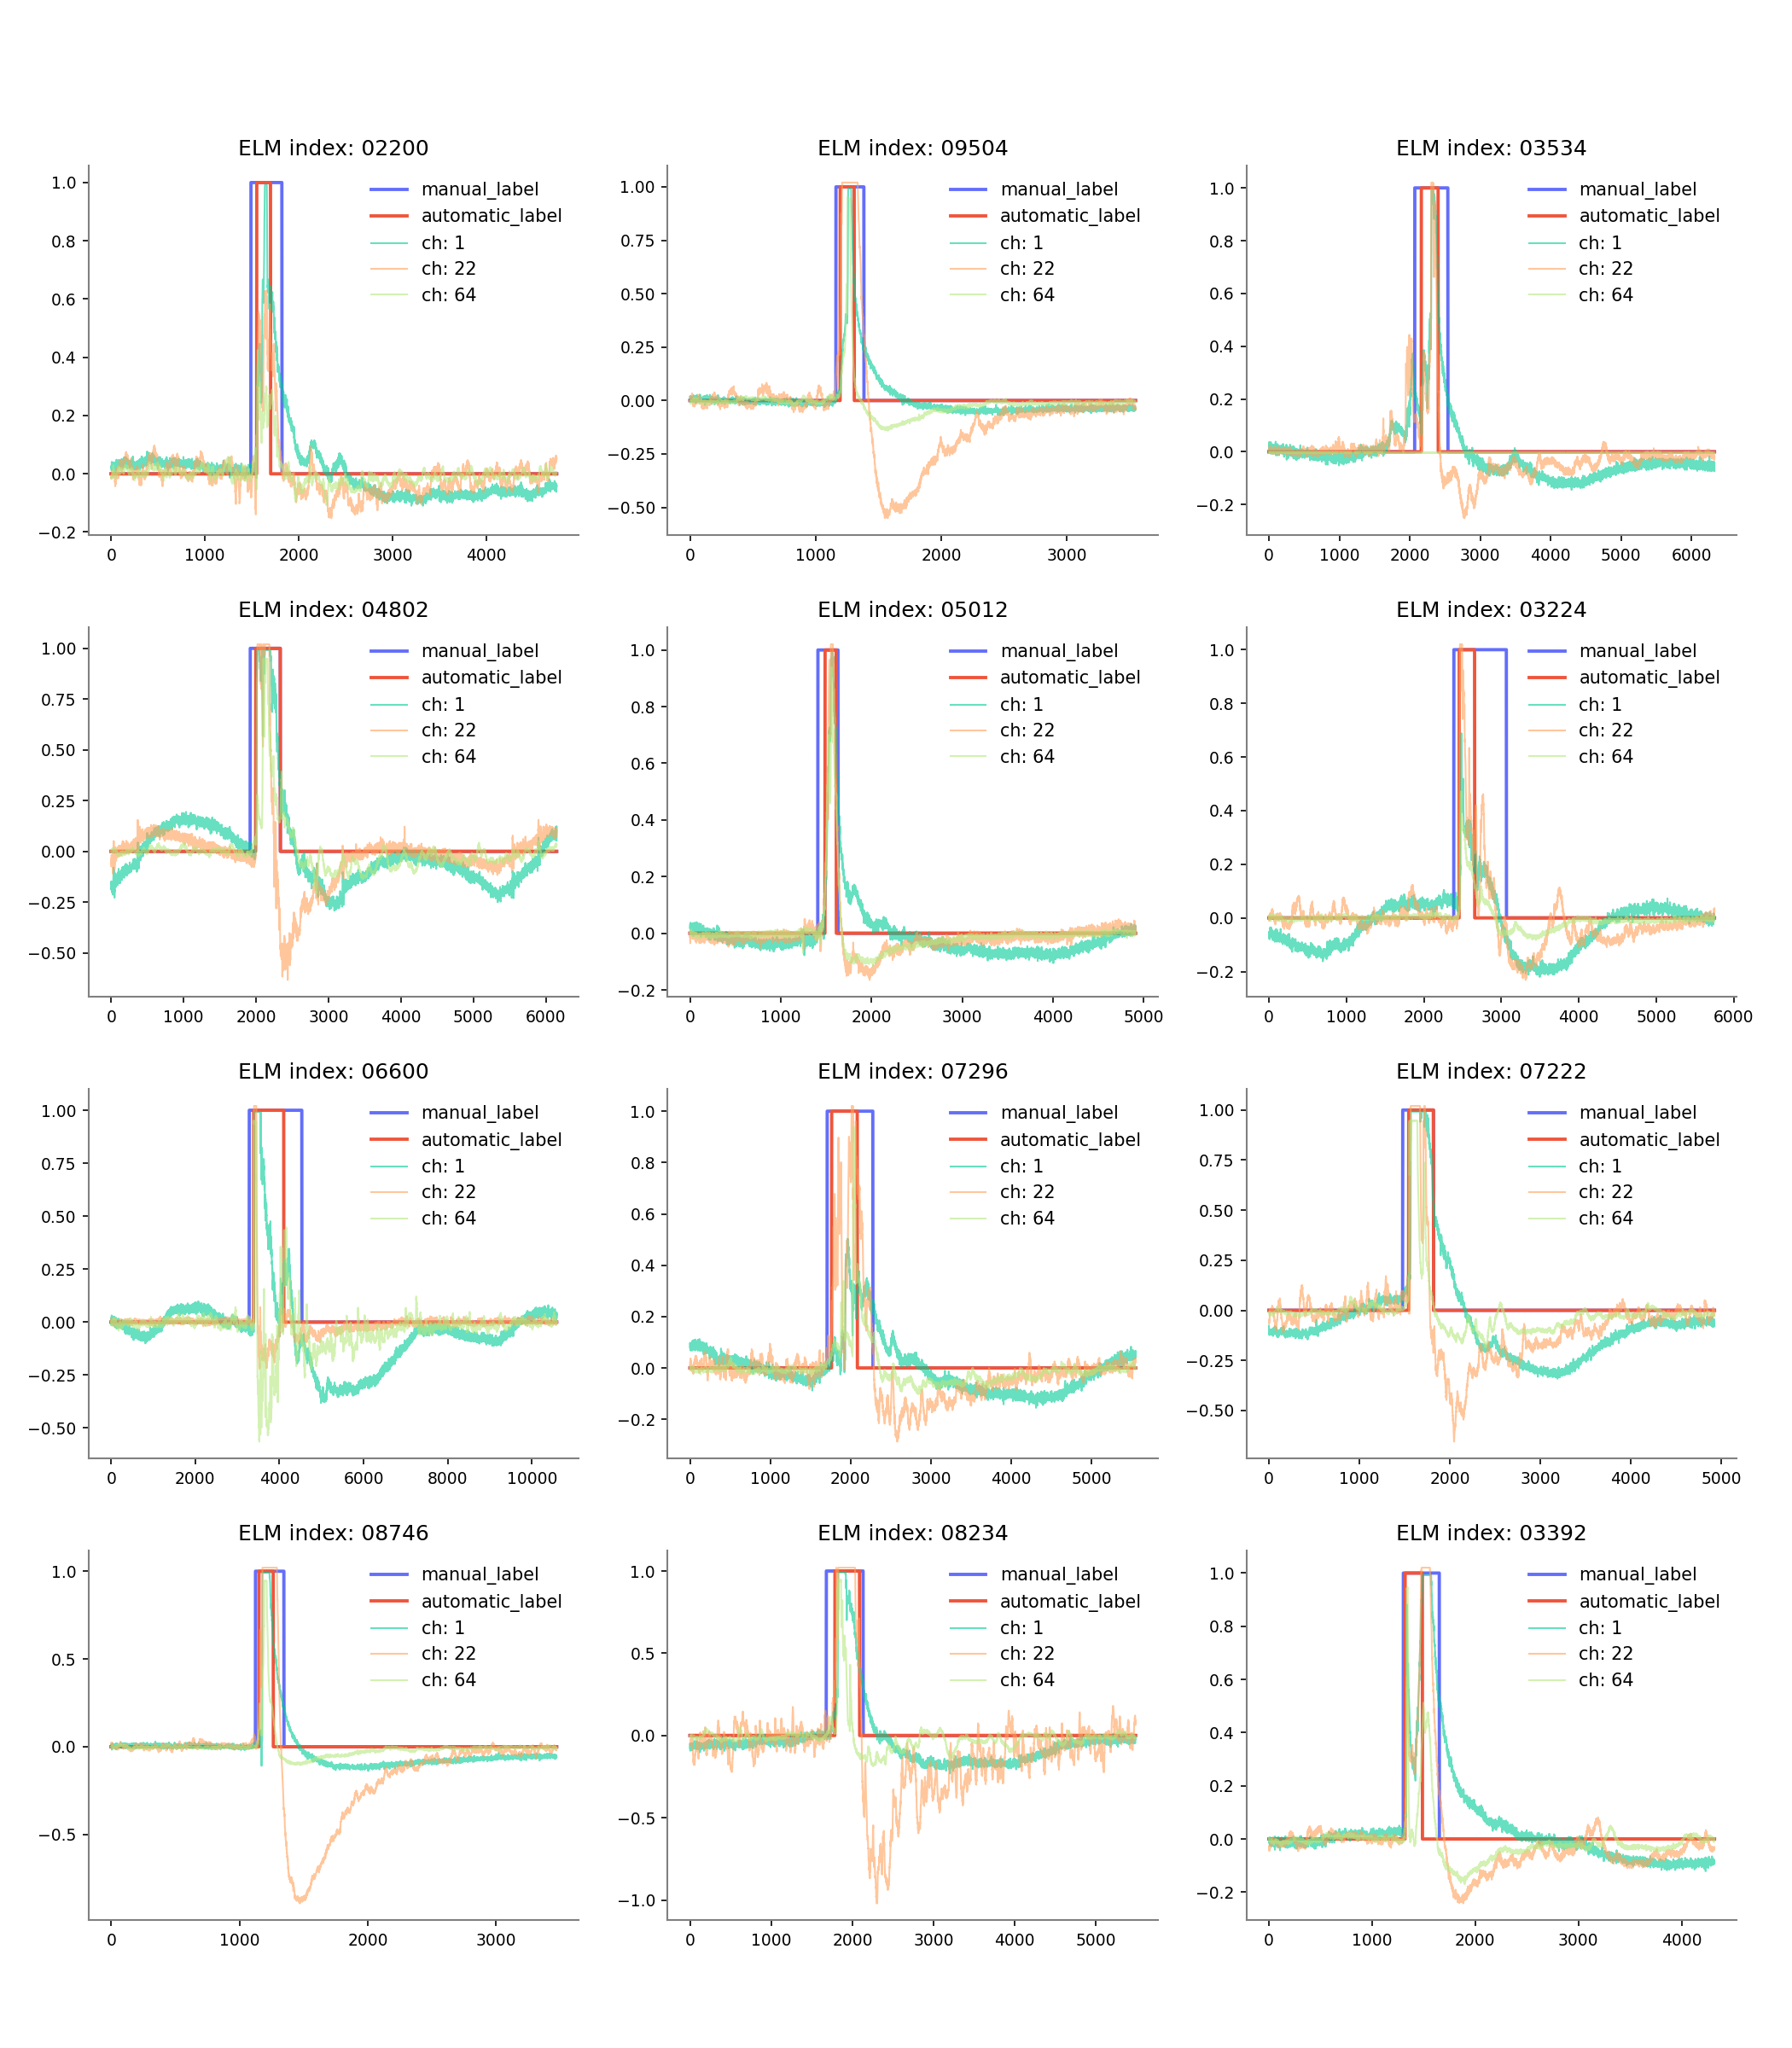 ELM index: 02200
1.0
0.8
0.6
0.4
0.2
0.0
−0.2
0 1000 2000 3000 4000
manual_label
automatic_label
ch: 1
ch: 22
ch: 64
ELM index: 09504
1.00
0.75
0.50
0.25
0.00
−0.25
−0.50
0 1000 2000 3000
manual_label
automatic_label
ch: 1
ch: 22
ch: 64
ELM index: 03534
1.0
0.8
0.6
0.4
0.2
0.0
−0.2
0 1000 2000 3000 4000 5000 6000
manual_label
automatic_label
ch: 1
ch: 22
ch: 64
ELM index: 04802
1.00
0.75
0.50
0.25
0.00
−0.25
−0.50
0 1000 2000 3000 4000 5000 6000
manual_label
automatic_label
ch: 1
ch: 22
ch: 64
ELM index: 05012
1.0
0.8
0.6
0.4
0.2
0.0
−0.2
0 1000 2000 3000 4000 5000
manual_label
automatic_label
ch: 1
ch: 22
ch: 64
ELM index: 03224
1.0
0.8
0.6
0.4
0.2
0.0
−0.2
0 1000 2000 3000 4000 5000 6000
manual_label
automatic_label
ch: 1
ch: 22
ch: 64
ELM index: 06600
1.00
0.75
0.50
0.25
0.00
−0.25
−0.50
0 2000 4000 6000 8000 10000
manual_label
automatic_label
ch: 1
ch: 22
ch: 64
ELM index: 07296
1.0
0.8
0.6
0.4
0.2
0.0
−0.2
0 1000 2000 3000 4000 5000
manual_label
automatic_label
ch: 1
ch: 22
ch: 64
ELM index: 07222
1.00
0.75
0.50
0.25
0.00
−0.25
−0.50
0 1000 2000 3000 4000 5000
manual_label
automatic_label
ch: 1
ch: 22
ch: 64
ELM index: 08746
1.0
0.5
0.0
−0.5
0 1000 2000 3000
manual_label
automatic_label
ch: 1
ch: 22
ch: 64
ELM index: 08234
1.0
0.5
0.0
−0.5
−1.0
0 1000 2000 3000 4000 5000
manual_label
automatic_label
ch: 1
ch: 22
ch: 64
ELM index: 03392
1.0
0.8
0.6
0.4
0.2
0.0
−0.2
0 1000 2000 3000 4000
manual_label
automatic_label
ch: 1
ch: 22
ch: 64